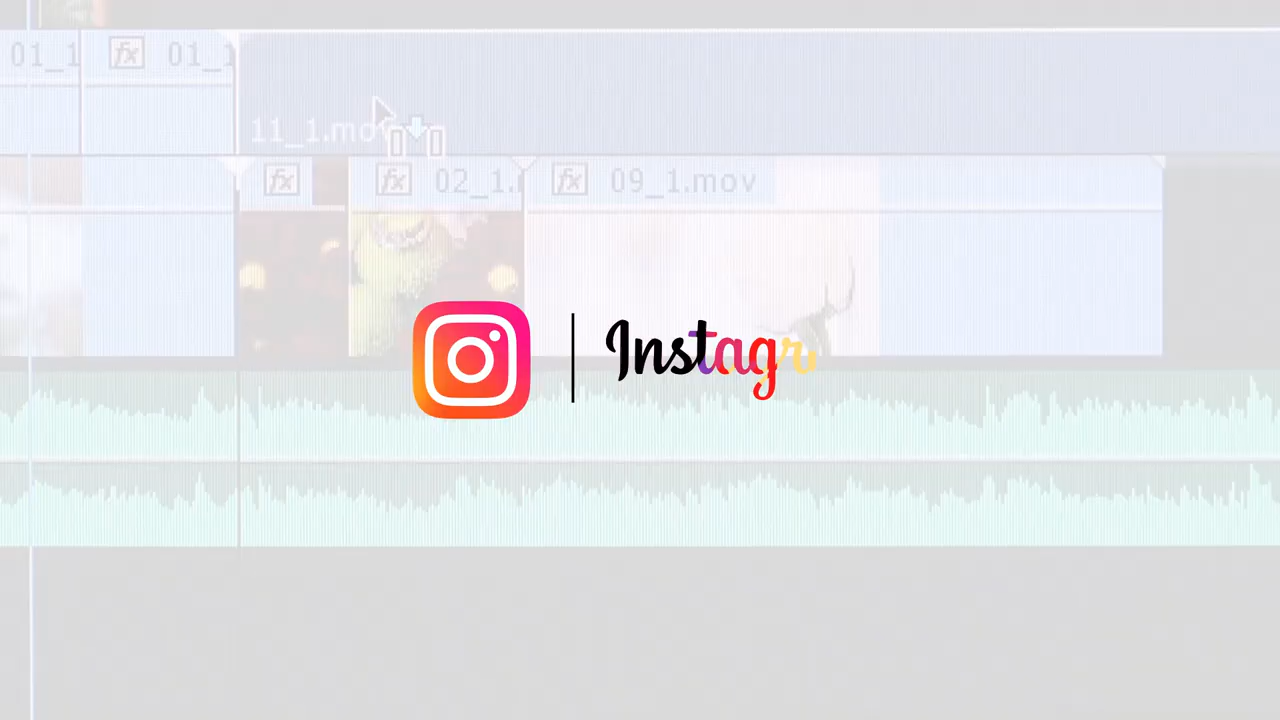 01_1
fx 01_1
11_1.mov
fx
fx 02_1.
fx 09_1.mov
Instagr